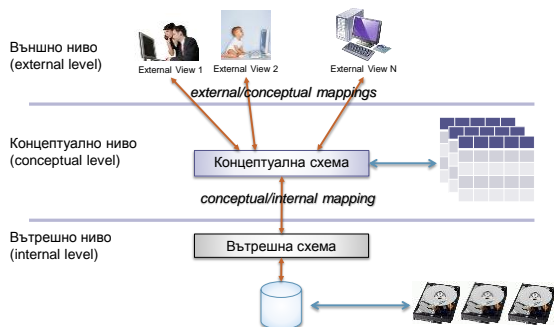 Външно ниво
(external level)
External View 1
External View 2
External View N
external/conceptual mappings
Концептуално ниво
(conceptual level)
Концептуална схема
conceptual/internal mapping
Вътрешно ниво
(internal level)
Вътрешна схема